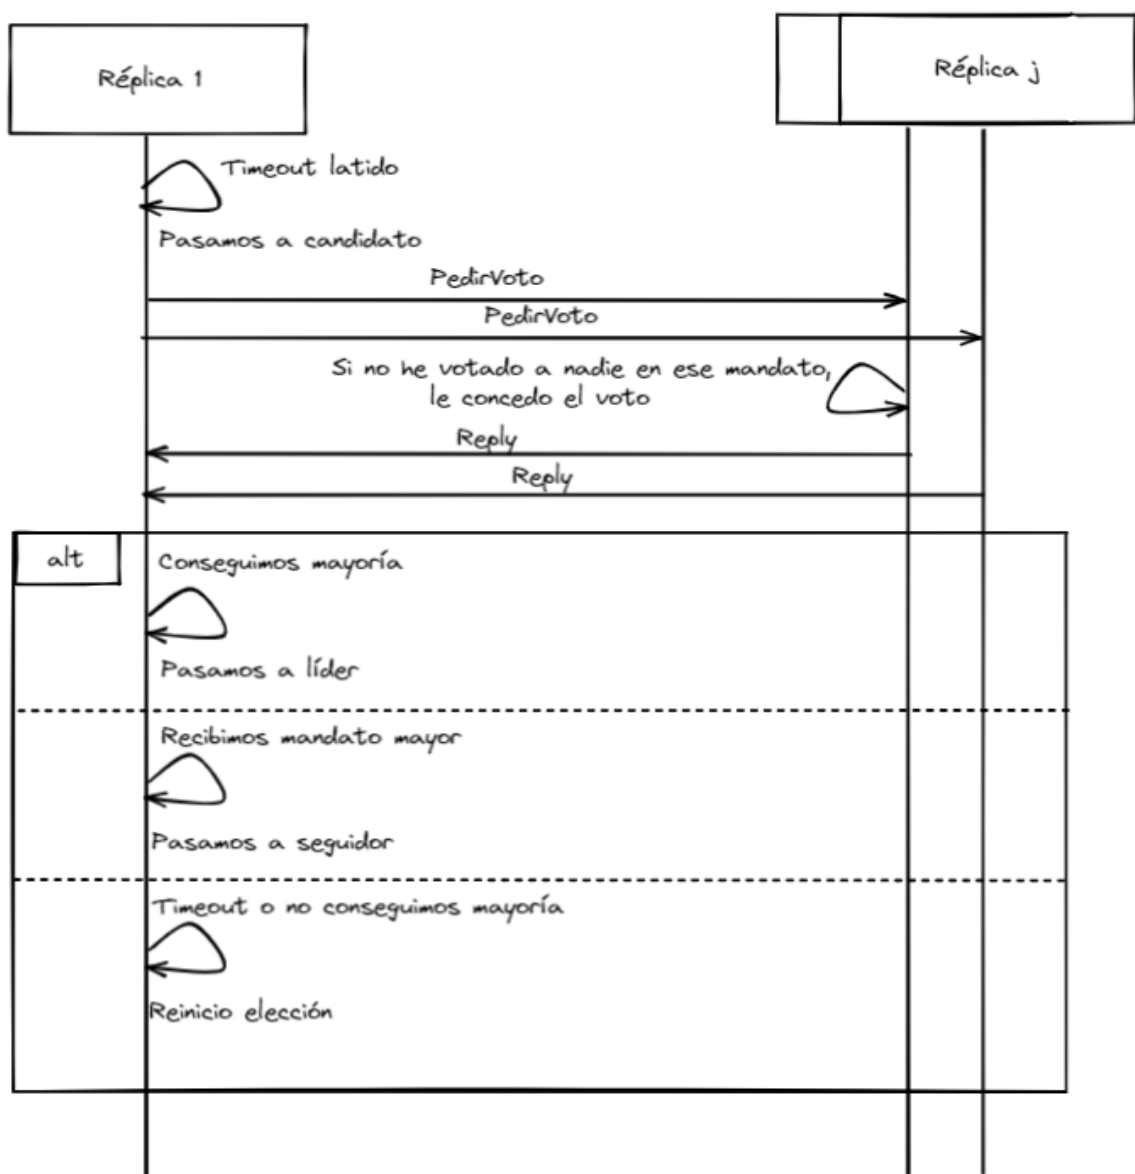 Réplica 1
Réplica j
Timeout latido
Pasamos a candidato
PedirVoto
PedirVoto
Si no he votado a nadie en ese mandato,
le concedo el voto
Reply
Reply
alt
Conseguimos mayoría
Pasamos a líder
Recibimos mandato mayor
Pasamos a seguidor
Timeout o no conseguimos mayoría
Reinicio elección